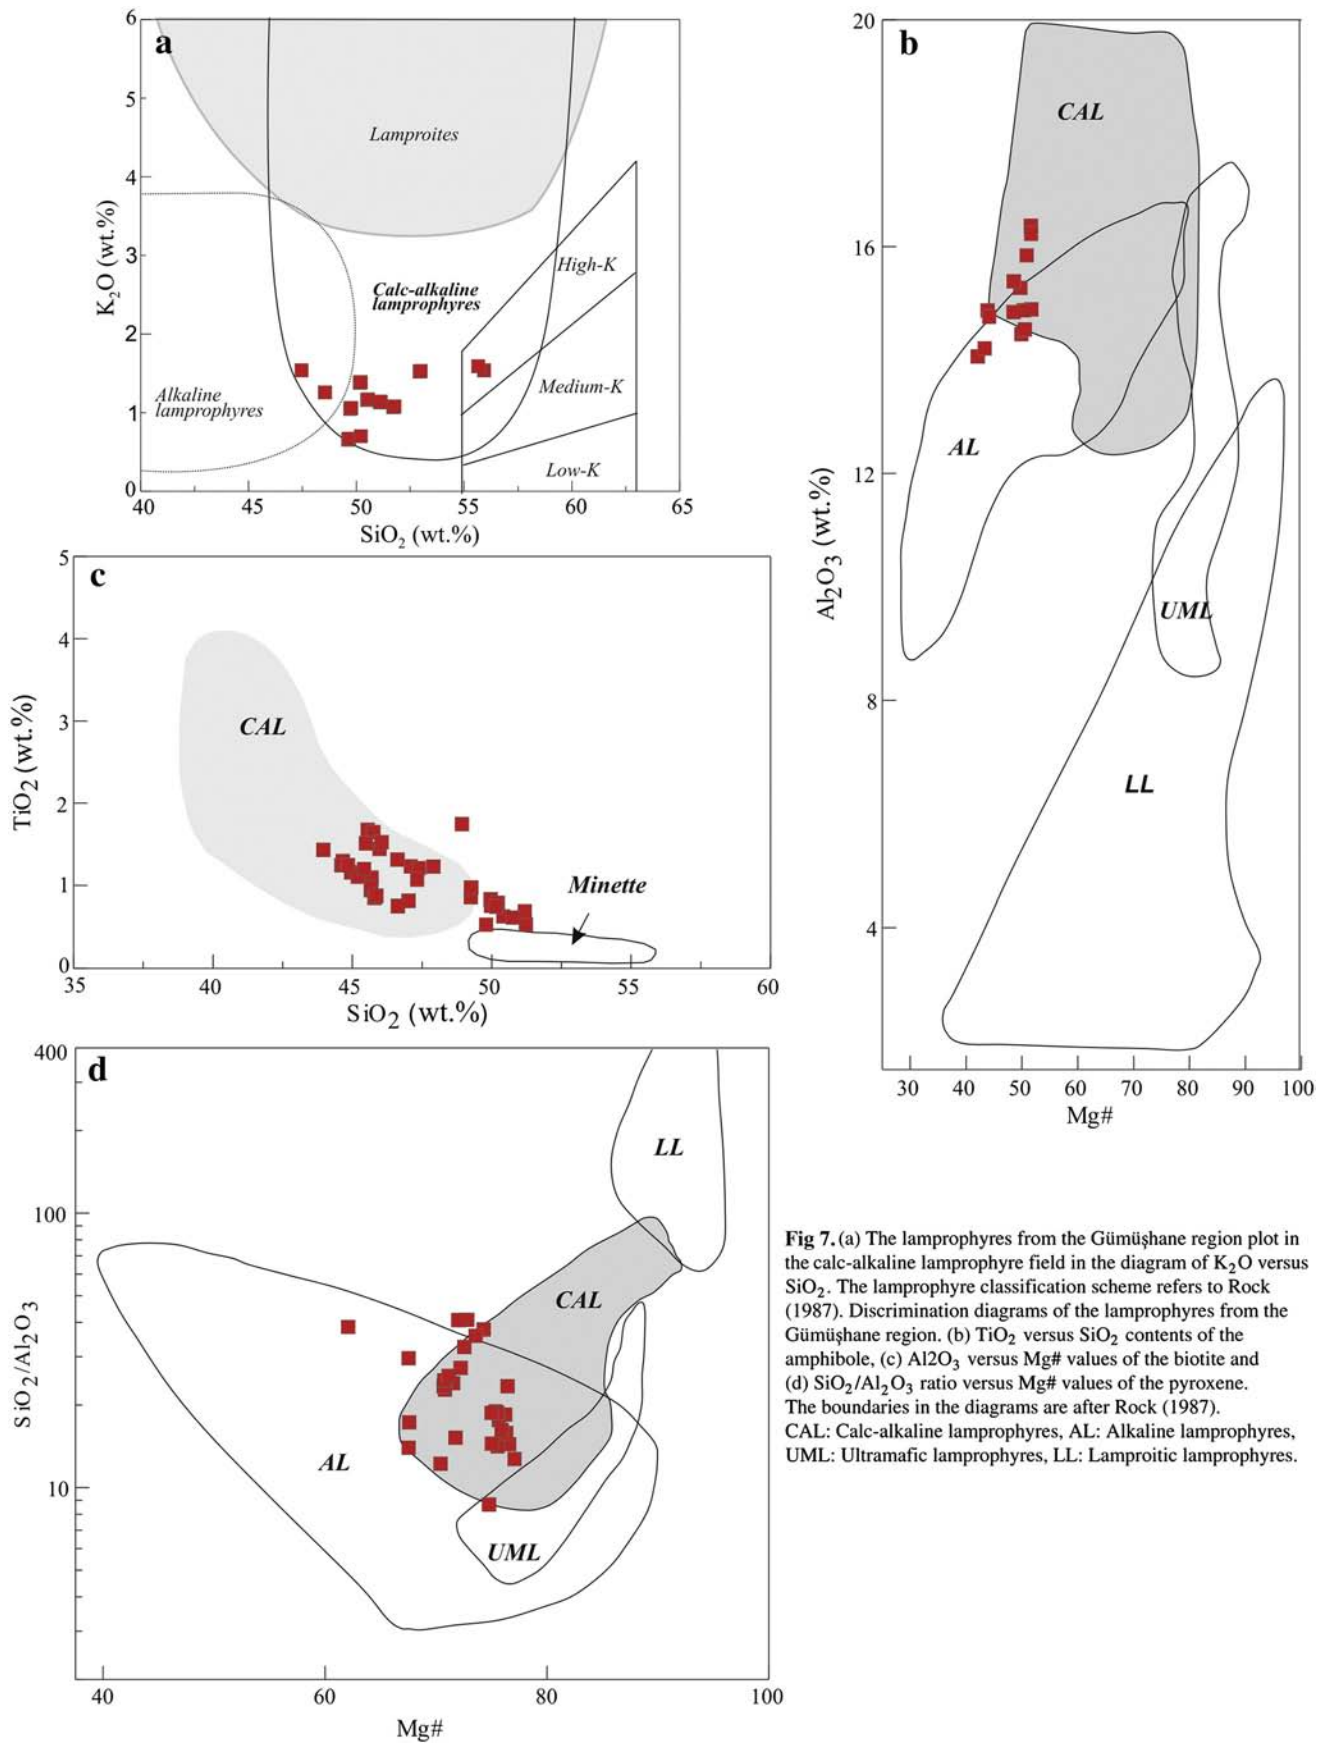 a
6
5
4
3
2
1
0
K2O (wt.%)
Lamproites
Calc-alkaline
lamprophyres
High-K
Medium-K
Low-K
Alkaline
lamprophyres
40 45 50 55 60 65
SiO2 (wt.%)
b
20
16
12
8
4
Al2O3 (wt.%)
CAL
AL
UML
LL
30 40 50 60 70 80 90 100
Mg#
c
5
4
3
2
1
0
TiO2 (wt.%)
CAL
Minette
35 40 45 50 55 60
SiO2 (wt.%)
d
400
100
10
SiO2/Al2O3
LL
CAL
AL
UML
40 60 80 100
Mg#
Fig 7. (a) The lamprophyres from the Gümüşhane region plot in
the calc-alkaline lamprophyre field in the diagram of K2O versus
SiO2. The lamprophyre classification scheme refers to Rock
(1987). Discrimination diagrams of the lamprophyres from the
Gümüşhane region. (b) TiO2 versus SiO2 contents of the
amphibole, (c) Al2O3 versus Mg# values of the biotite and
(d) SiO2/Al2O3 ratio versus Mg# values of the pyroxene.
The boundaries in the diagrams are after Rock (1987).
CAL: Calc-alkaline lamprophyres, AL: Alkaline lamprophyres,
UML: Ultramafic lamprophyres, LL: Lamproitic lamprophyres.